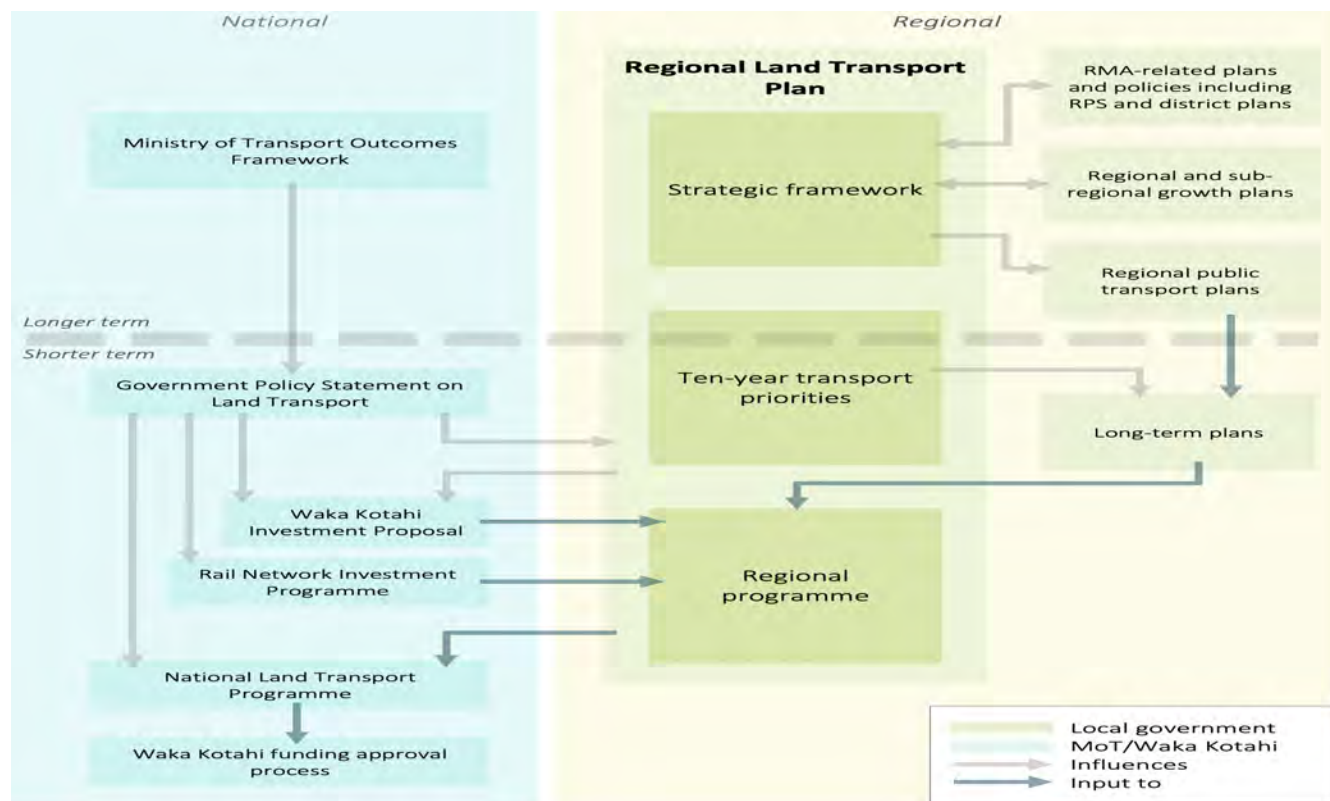 National
Regional
Regional Land Transport
Plan
RMA-related plans
and policies including
RPS and district plans
Ministry of Transport Outcomes
Framework
Strategic framework
Regional and sub-
regional growth plans
Regional public
transport plans
Longer term
Shorter term
Government Policy Statement on
Land Transport
Ten-year transport
priorities
Long-term plans
Waka Kotahi
Investment Proposal
Rail Network Investment
Programme
Regional
programme
National Land Transport
Programme
Waka Kotahi funding approval
process
Local government
MoT/Waka Kotahi
Influences
Input to